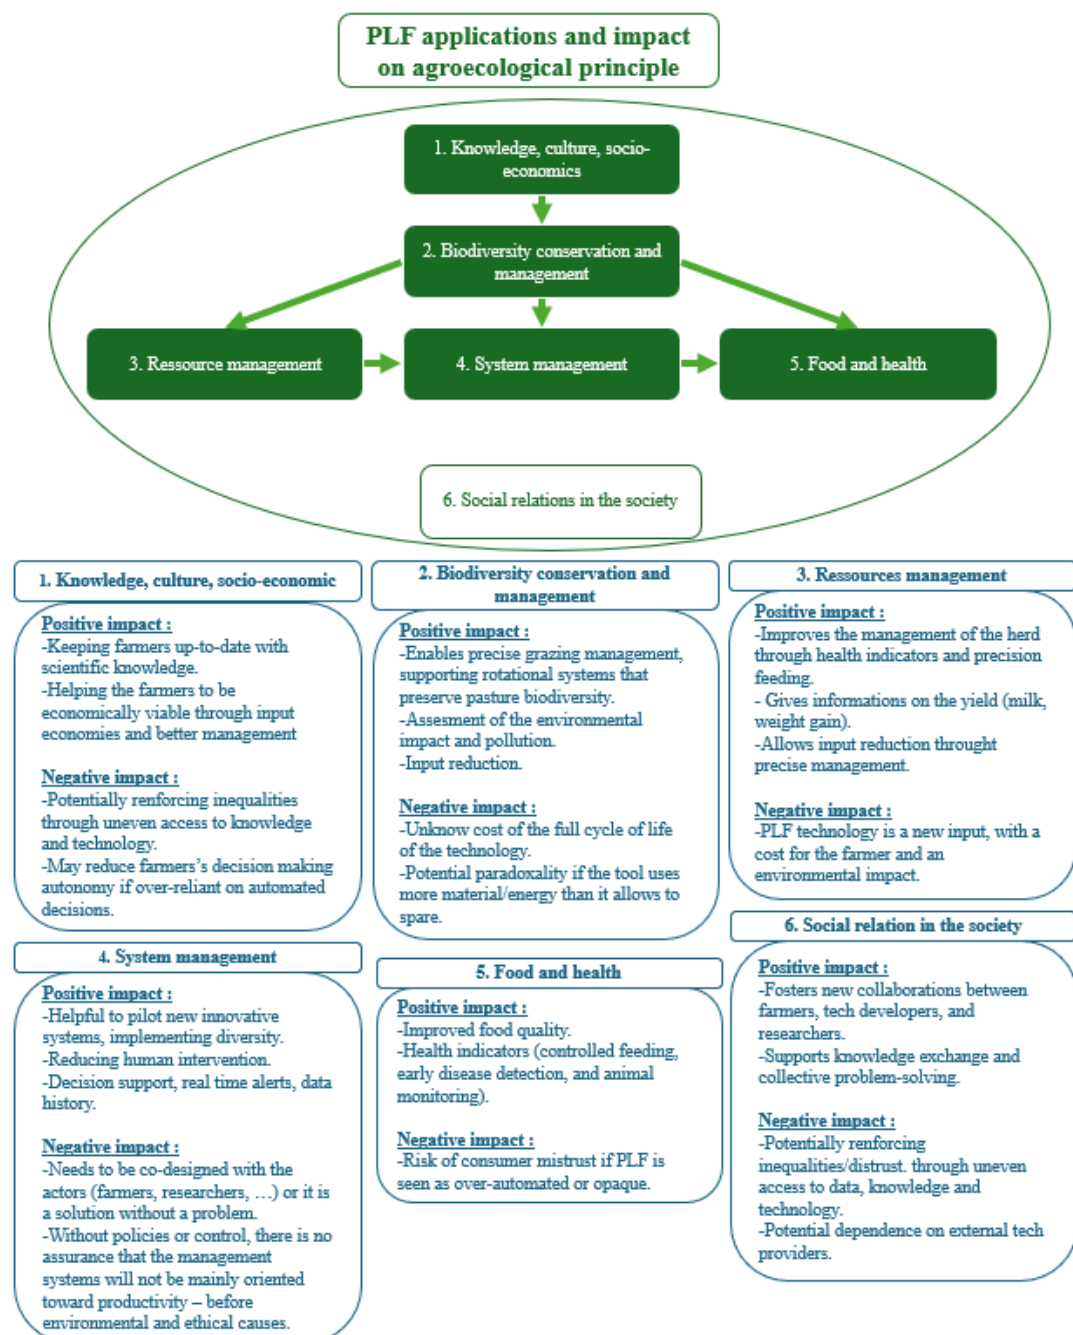 PLF applications and impact
on agroecological principle
1. Knowledge, culture, socio-
economics
2. Biodiversity conservation and
management
3. Ressource management
4. System management
5. Food and health
6. Social relations in the society
1. Knowledge, culture, socio-economic
Positive impact :
-Keeping farmers up-to-date with
scientific knowledge.
-Helping the farmers to be
economically viable through input
economies and better management
Negative impact :
-Potentially renforcing inequalities
through uneven access to knowledge
and technology.
-May reduce farmers's decision making
autonomy if over-reliant on automated
decisions.
2. Biodiversity conservation and
management
Positive impact :
-Enables precise grazing management,
supporting rotational systems that
preserve pasture biodiversity.
-Assesment of the environmental
impact and pollution.
-Input reduction.
Negative impact :
-Unknow cost of the full cycle of life
of the technology.
-Potential paradoxality if the tool uses
more material/energy than it allows to
spare.
3. Ressources management
Positive impact :
-Improves the management of the herd
through health indicators and precision
feeding.
- Gives informations on the yield (milk,
weight gain).
-Allows input reduction throught
precise management.
Negative impact :
-PLF technology is a new input, with a
cost for the farmer and an
environmental impact.
4. System management
Positive impact :
-Helpful to pilot new innovative
systems, implementing diversity.
-Reducing human intervention.
-Decision support, real time alerts, data
history.
Negative impact :
-Needs to be co-designed with the
actors (farmers, researchers, …) or it is
a solution without a problem.
-Without policies or control, there is no
assurance that the management
systems will not be mainly oriented
toward productivity – before
environmental and ethical causes.
5. Food and health
Positive impact :
-Improved food quality.
-Health indicators (controlled feeding,
early disease detection, and animal
monitoring).
Negative impact :
-Risk of consumer mistrust if PLF is
seen as over-automated or opaque.
6. Social relation in the society
Positive impact :
-Fosters new collaborations between
farmers, tech developers, and
researchers.
-Supports knowledge exchange and
collective problem-solving.
Negative impact :
-Potentially renforcing
inequalities/distrust. through uneven
access to data, knowledge and
technology.
-Potential dependence on external tech
providers.